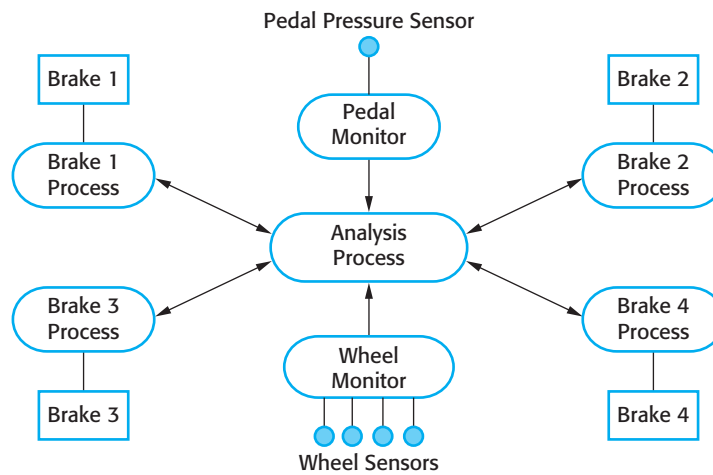 Pedal Pressure Sensor
Brake 1
Brake 2
Pedal
Monitor
Brake 1
Process
Brake 2
Process
Analysis
Process
Brake 3
Process
Brake 4
Process
Wheel
Monitor
Brake 3
Brake 4
Wheel Sensors